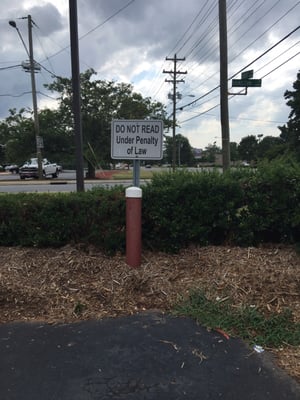 DO NOT READ
Under Penalty
of Law